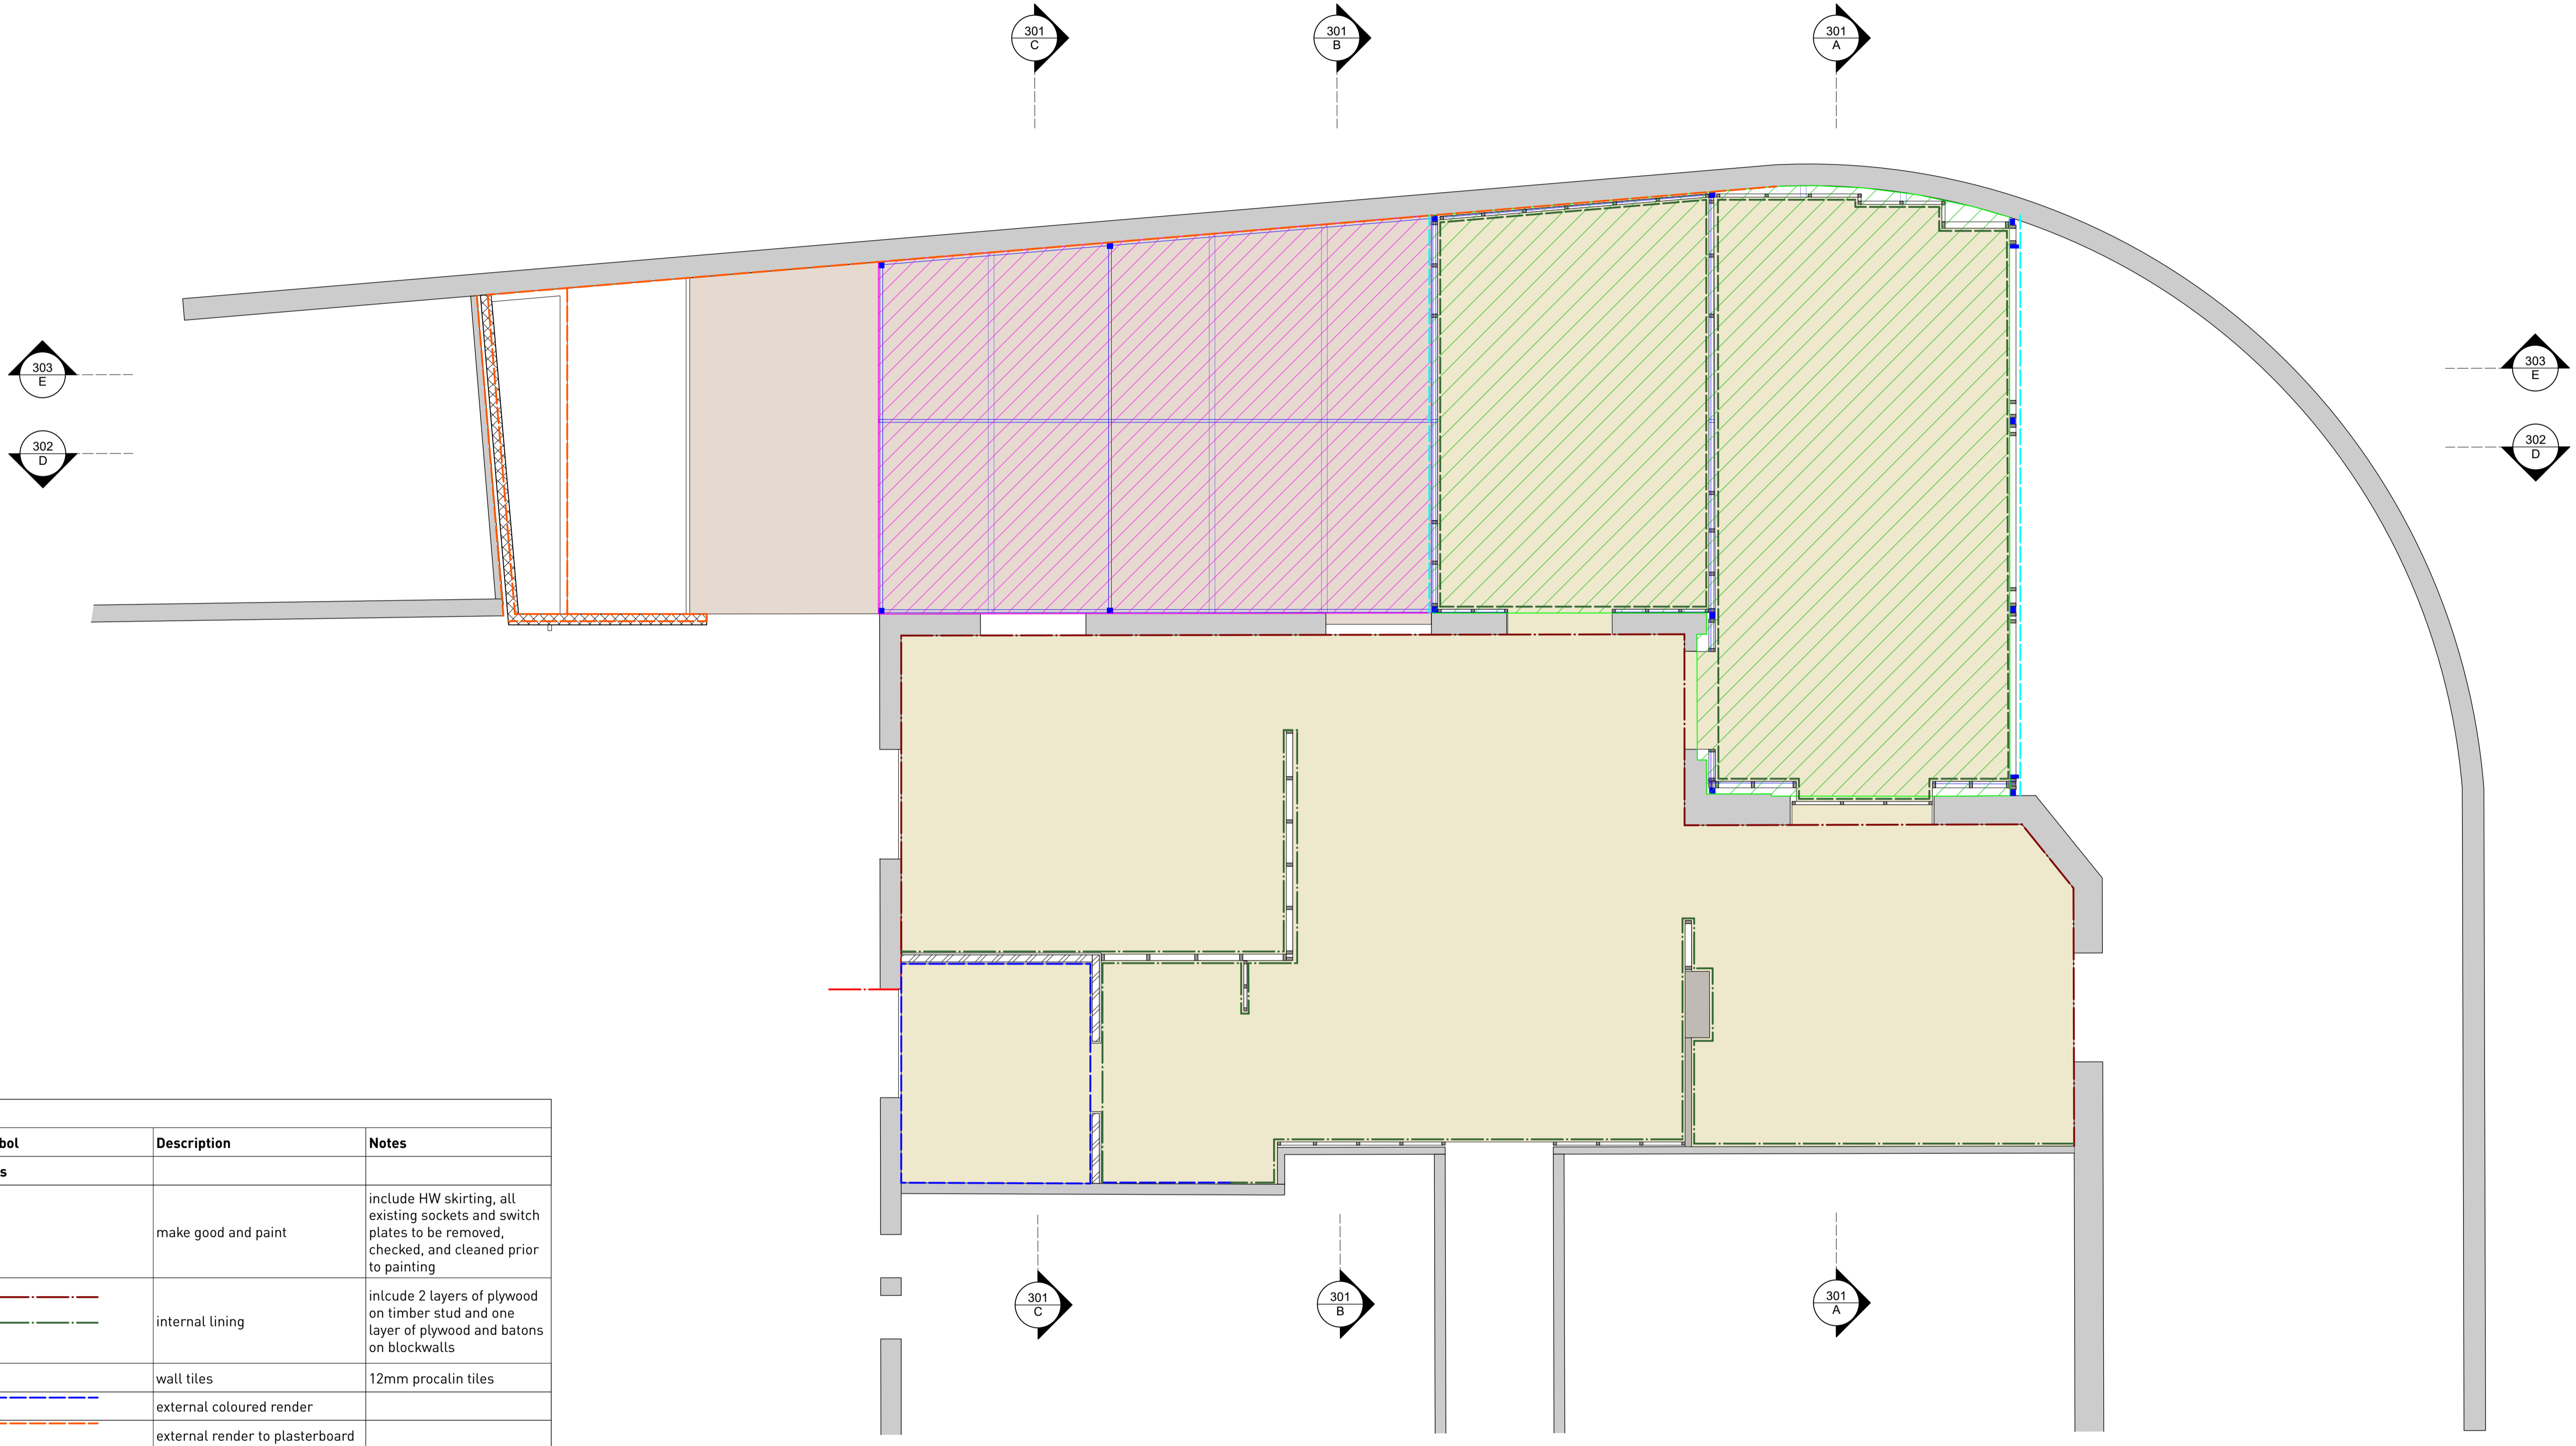 301
C
301
B
301
A
303
E
303
E
302
D
302
D
bol
Description
Notes
s
make good and paint
include HW skirting, all
existing sockets and switch
plates to be removed,
checked, and cleaned prior
to painting
internal lining
inlcude 2 layers of plywood
on timber stud and one
layer of plywood and batons
on blockwalls
wall tiles
12mm procalin tiles
external coloured render
external render to plasterboard
301
C
301
B
301
A